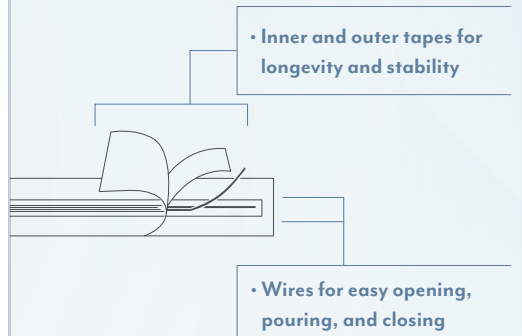 • Inner and outer tapes for
longevity and stability
• Wires for easy opening,
pouring, and closing